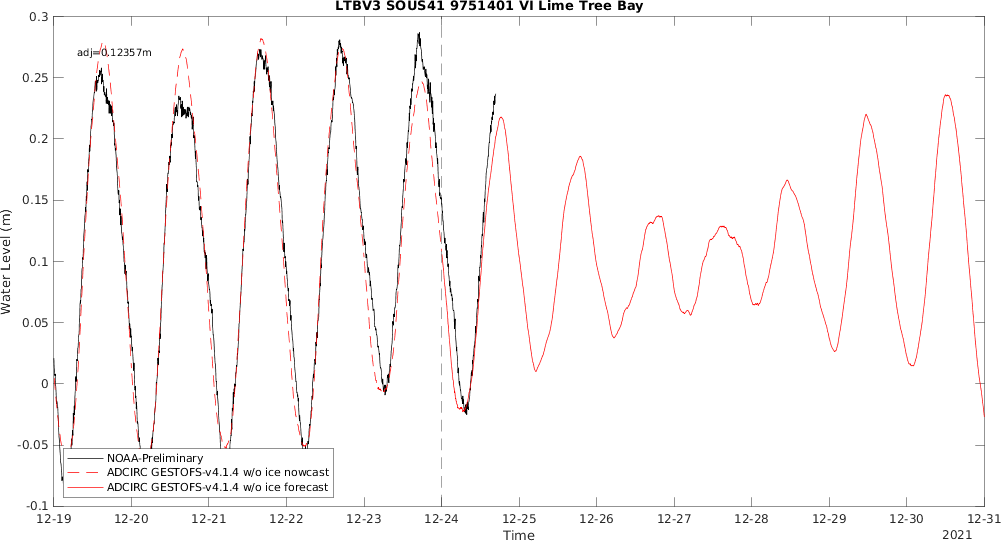 LTBV3 SOUS41 9751401 VI Lime Tree Bay
adj=0.12357m
0.3
0.25
0.2
0.15
0.1
0.05
0
-0.05
-0.1
Water Level (m)
NOAA-Preliminary
ADCIRC GESTOFS-v4.1.4 w/o ice nowcast
ADCIRC GESTOFS-v4.1.4 w/o ice forecast
12-19 12-20 12-21 12-22 12-23 12-24 12-25 12-26 12-27 12-28 12-29 12-30 12-31
Time
2021